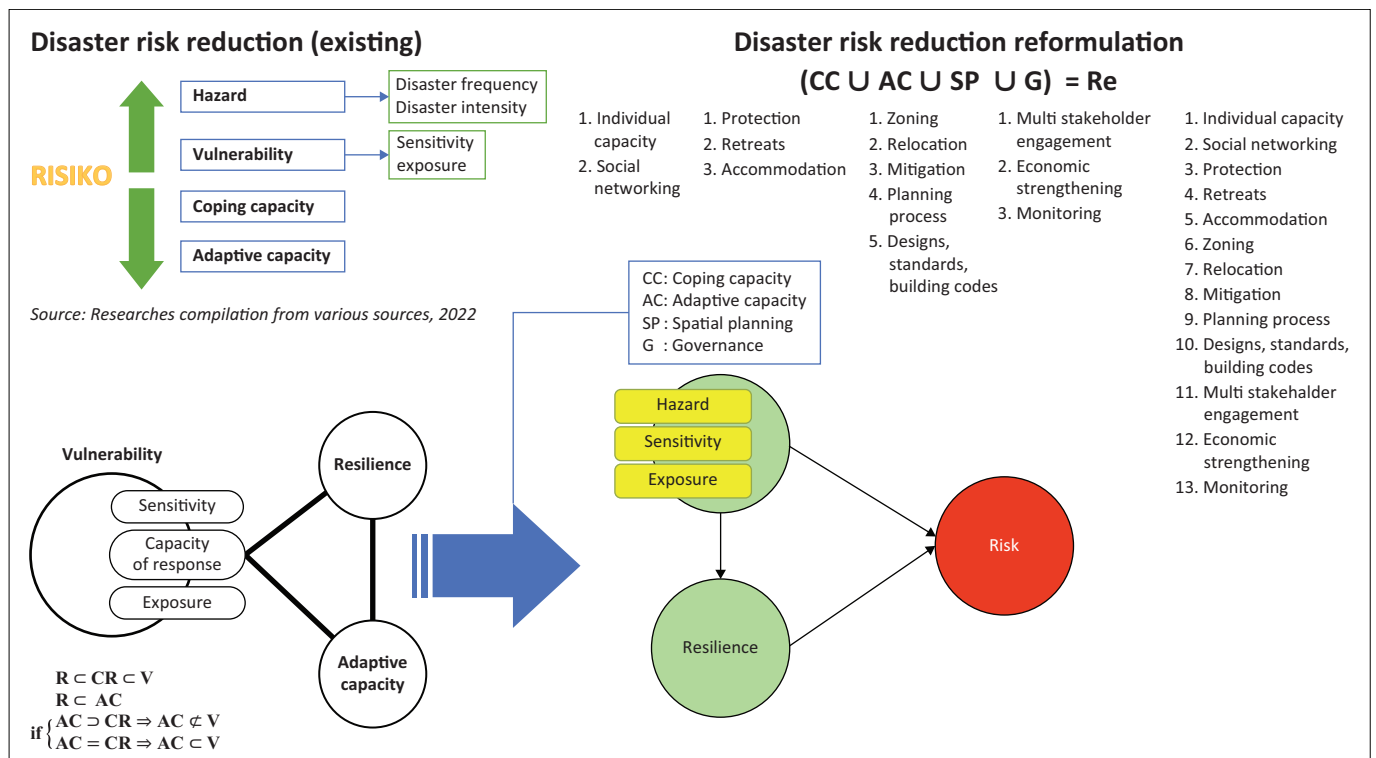 Disaster risk reduction (existing)
RISIKO
Hazard
Disaster frequency
Disaster intensity
Vulnerability
Sensitivity
exposure
Coping capacity
Adaptive capacity
Source: Researches compilation from various sources, 2022
Vulnerability
Sensitivity
Capacity
of response
Exposure
Resilience
Adaptive
capacity
R ⊂ CR ⊂ V
R ⊂ AC
if { AC ⊃ CR ⇒ AC ⊄ V
AC = CR ⇒ AC ⊂ V
Disaster risk reduction reformulation
(CC ∪ AC ∪ SP ∪ G) = Re
1. Individual
capacity
2. Social
networking
1. Protection
2. Retreats
3. Accommodation
1. Zoning
2. Relocation
3. Mitigation
4. Planning
process
5. Designs,
standards,
building codes
1. Multi stakeholder
engagement
2. Economic
strengthening
3. Monitoring
1. Individual capacity
2. Social networking
3. Protection
4. Retreats
5. Accommodation
6. Zoning
7. Relocation
8. Mitigation
9. Planning process
10. Designs, standards,
building codes
11. Multi stakehalder
engagement
12. Economic
strengthening
13. Monitoring
CC: Coping capacity
AC: Adaptive capacity
SP : Spatial planning
G : Governance
Hazard
Sensitivity
Exposure
Resilience
Risk